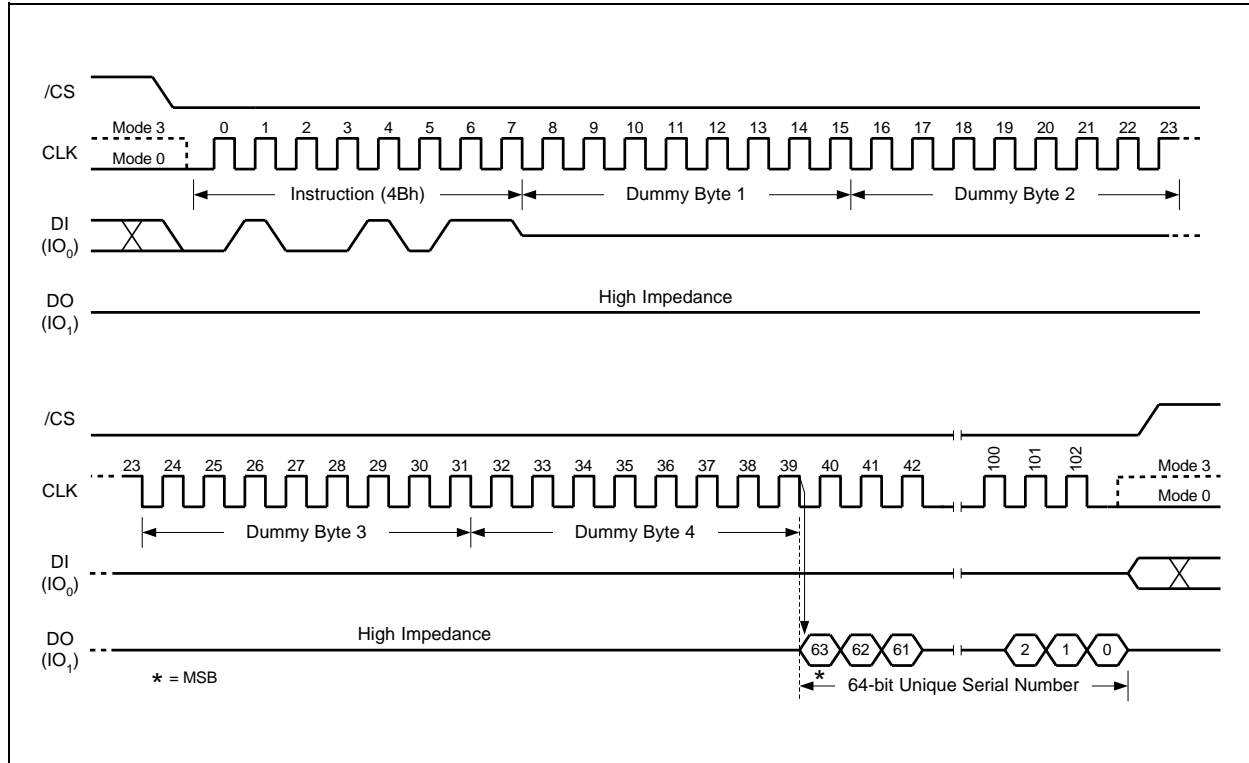 /CS
Mode 3 0 1 2 3 4 5 6 7 8 9 10 11 12 13 14 15 16 17 18 19 20 21 22 23
CLK Mode 0
Instruction (4Bh) Dummy Byte 1 Dummy Byte 2
DI
(IO0)
DO High Impedance
(IO1)
/CS
23 24 25 26 27 28 29 30 31 32 33 34 35 36 37 38 39 40 41 42 100 101 102 Mode 3
CLK Mode 0
Dummy Byte 3 Dummy Byte 4
DI
(IO0)
DO High Impedance 63 62 61 2 1 0
(IO1)
* = MSB * 64-bit Unique Serial Number